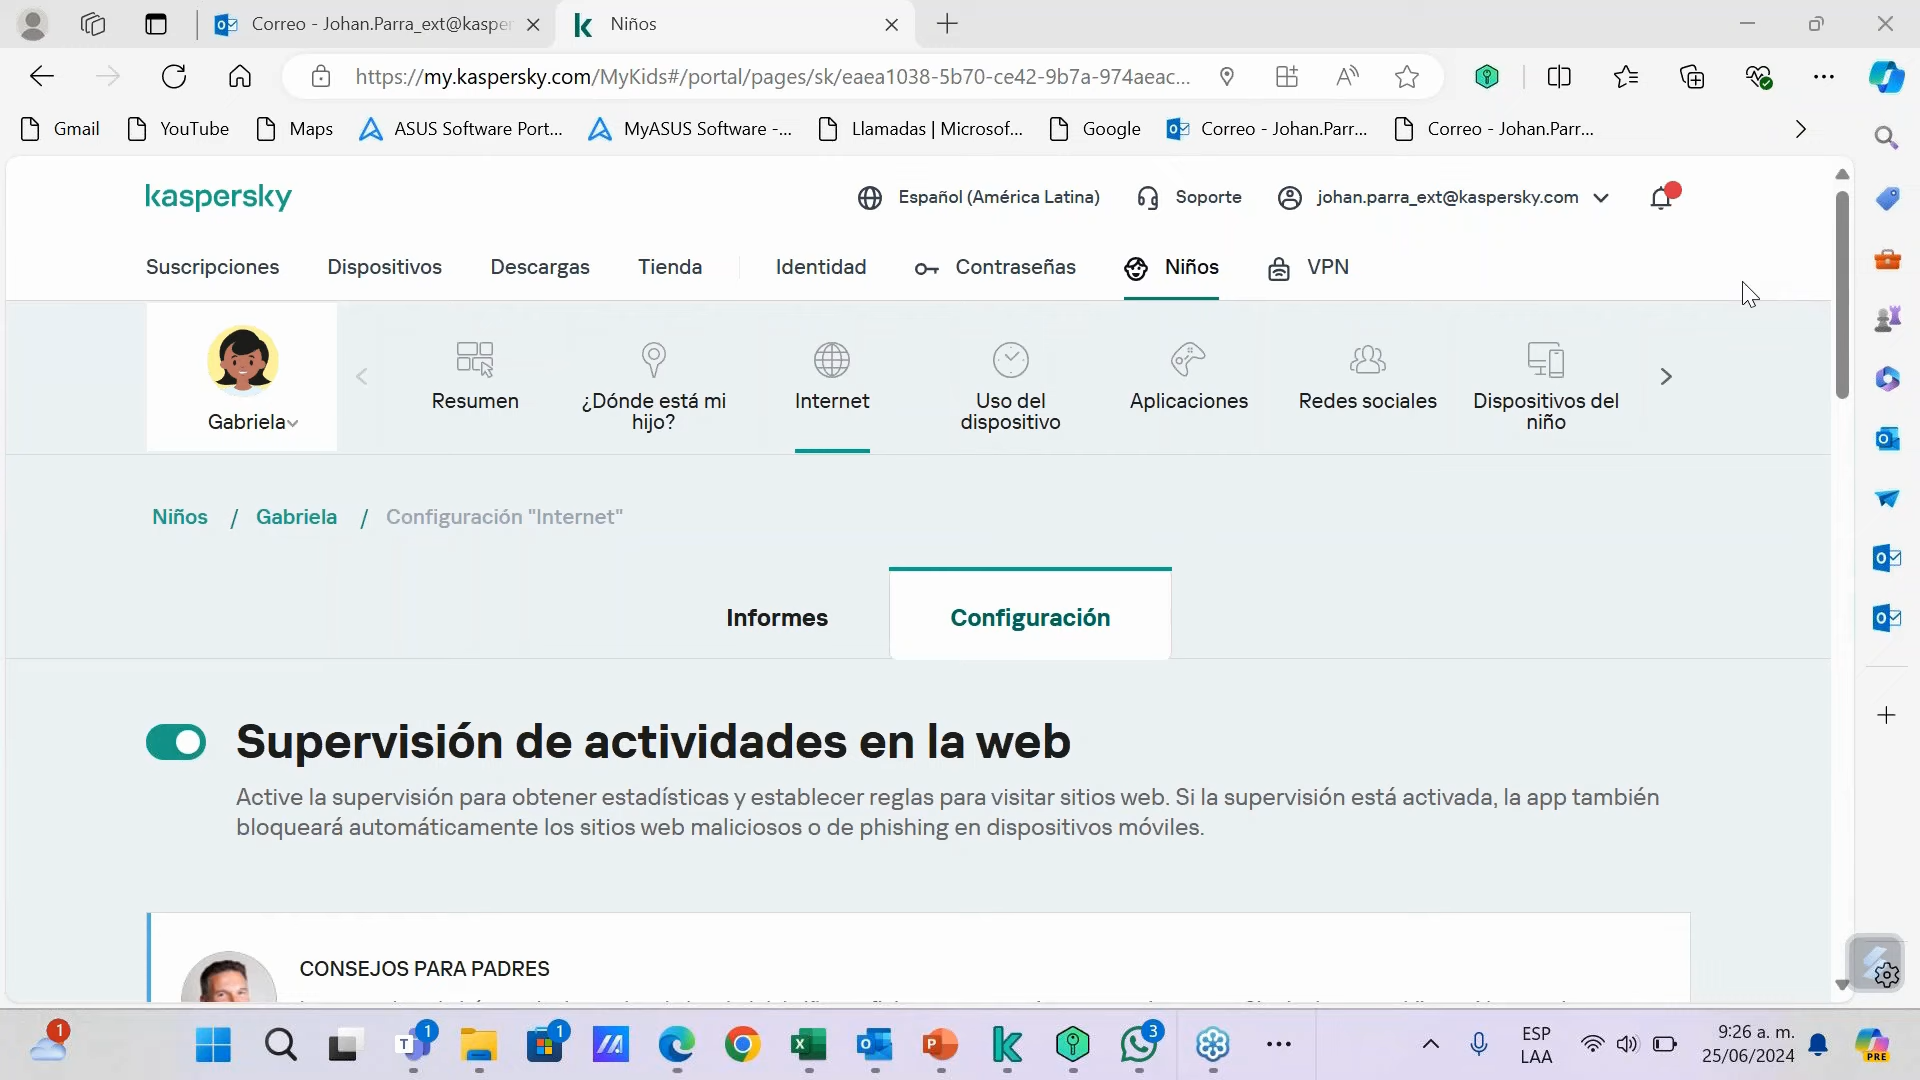 Correo - Johan.Parra_ext@kasper
Niños
https://my.kaspersky.com/MyKids#/portal/pages/sk/eaea1038-5b70-ce42-9b7a-974aeac...
Gmail
YouTube
Maps
ASUS Software Port...
MyASUS Software -...
Llamadas | Microsof...
Google
Correo - Johan.Parr...
Correo - Johan.Parr...
kaspersky
Español (América Latina)
Soporte
johan.parra_ext@kaspersky.com
Suscripciones
Dispositivos
Descargas
Tienda
Identidad
Contraseñas
Niños
VPN
Gabriela
Resumen
¿Dónde está mi
hijo?
Internet
Uso del
dispositivo
Aplicaciones
Redes sociales
Dispositivos del
niño
Niños / Gabriela / Configuración "Internet"
Informes
Configuración
Supervisión de actividades en la web
Active la supervisión para obtener estadísticas y establecer reglas para visitar sitios web. Si la supervisión está activada, la app también
bloqueará automáticamente los sitios web maliciosos o de phishing en dispositivos móviles.
CONSEJOS PARA PADRES
1
1
1
3
ESP
LAA
9:26 a. m.
25/06/2024
PRE